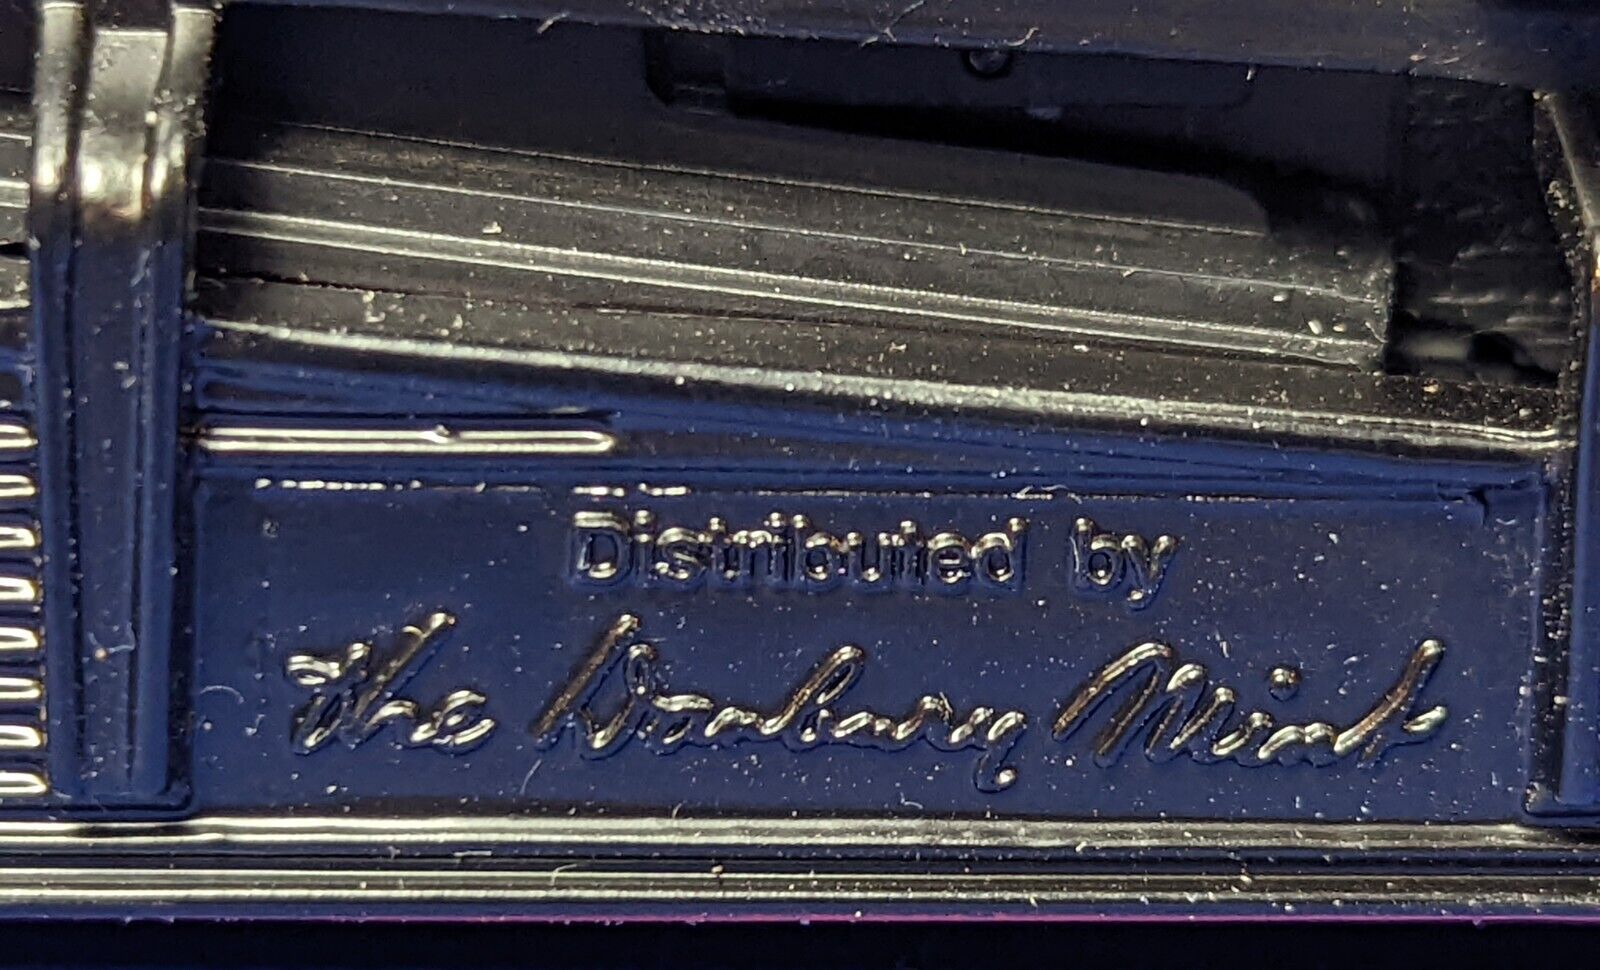 Distributed by
The Danbury Mint